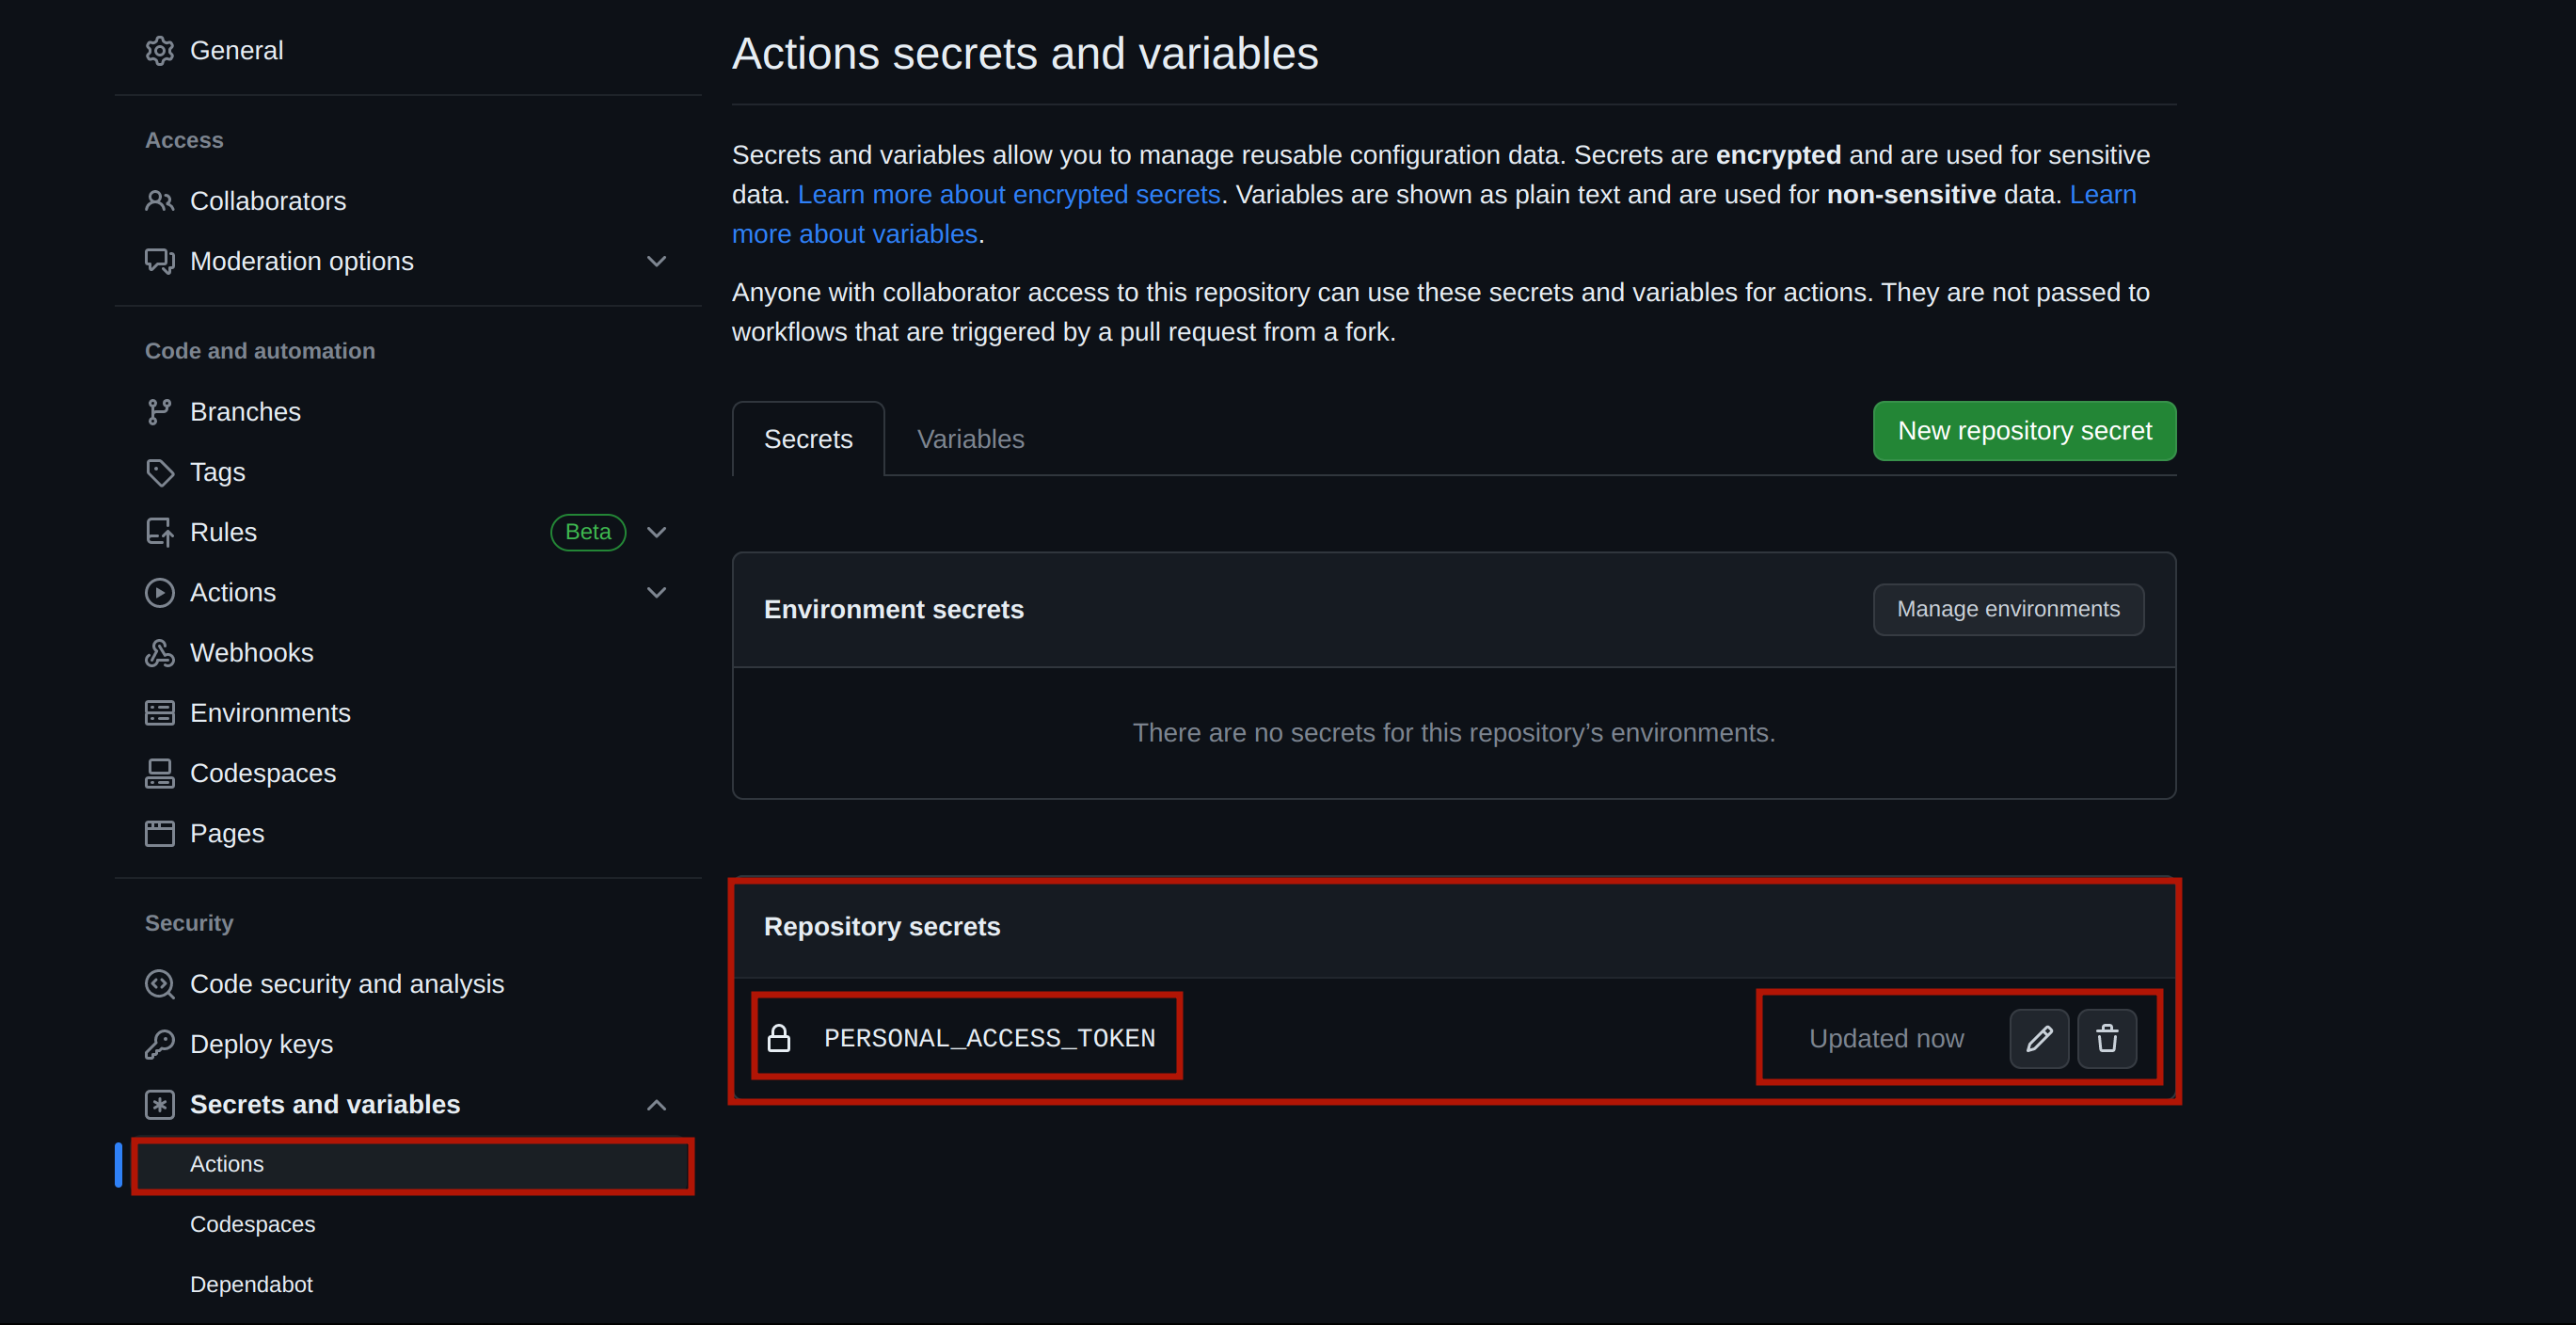 General
Access
Collaborators
Moderation options
Code and automation
Branches
Tags
Rules Beta
Actions
Webhooks
Environments
Codespaces
Pages
Security
Code security and analysis
Deploy keys
Secrets and variables
Actions
Codespaces
Dependabot
Actions secrets and variables
Secrets and variables allow you to manage reusable configuration data. Secrets are encrypted and are used for sensitive
data. Learn more about encrypted secrets. Variables are shown as plain text and are used for non-sensitive data. Learn
more about variables.
Anyone with collaborator access to this repository can use these secrets and variables for actions. They are not passed to
workflows that are triggered by a pull request from a fork.
Secrets Variables New repository secret
Environment secrets Manage environments
There are no secrets for this repository’s environments.
Repository secrets
PERSONAL_ACCESS_TOKEN Updated now